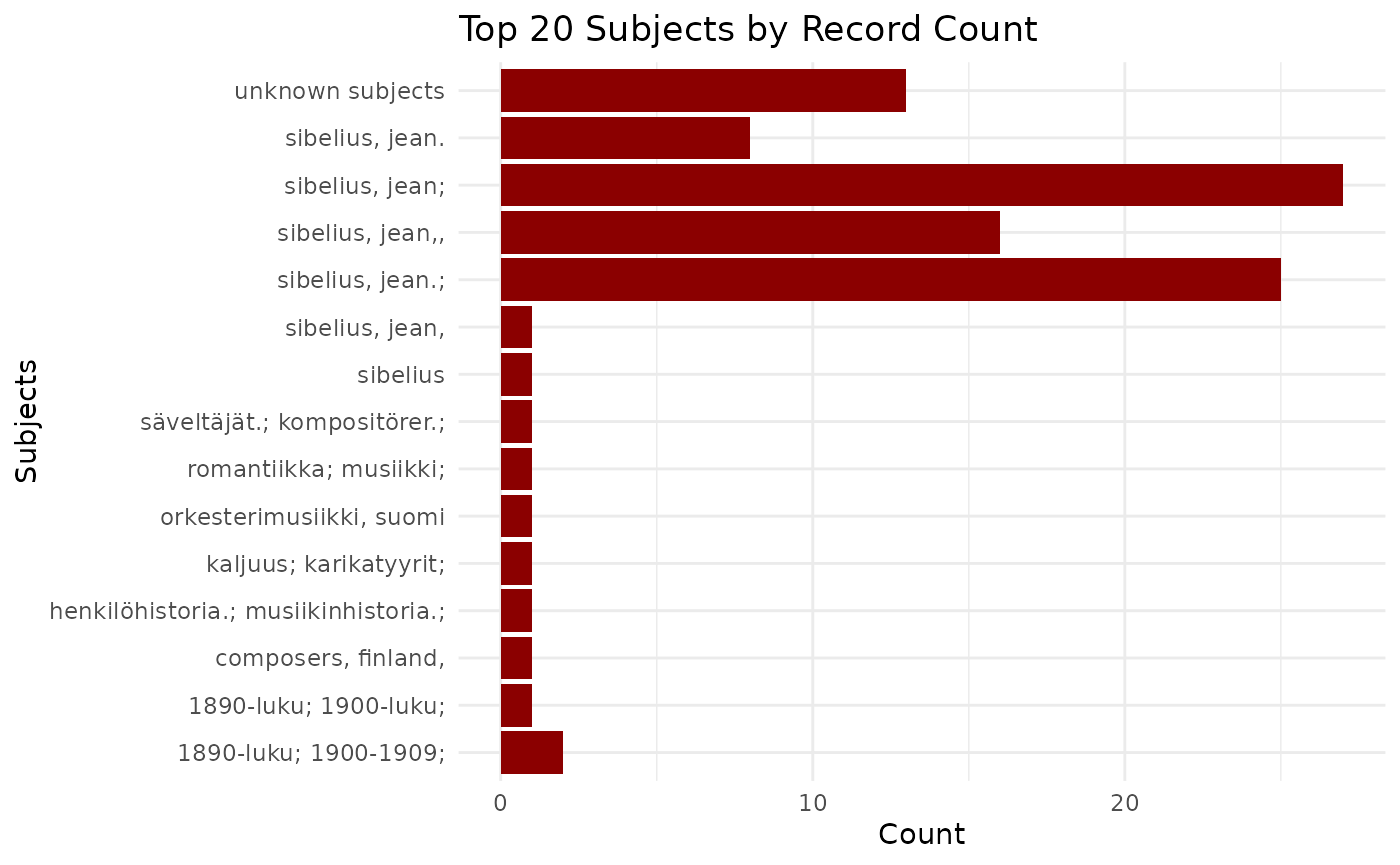 Top 20 Subjects by Record Count
unknown subjects
sibelius, jean.
sibelius, jean;
sibelius, jean,,
sibelius, jean.;
sibelius, jean,
sibelius
säveltäjät.; kompositörer.;
romantiikka; musiikki;
orkesterimusiikki, suomi
kaljuus; karikatyyrit;
henkilöhistoria.; musiikinhistoria.;
composers, finland,
1890-luku; 1900-luku;
1890-luku; 1900-1909;
Subjects
0 10 20
Count